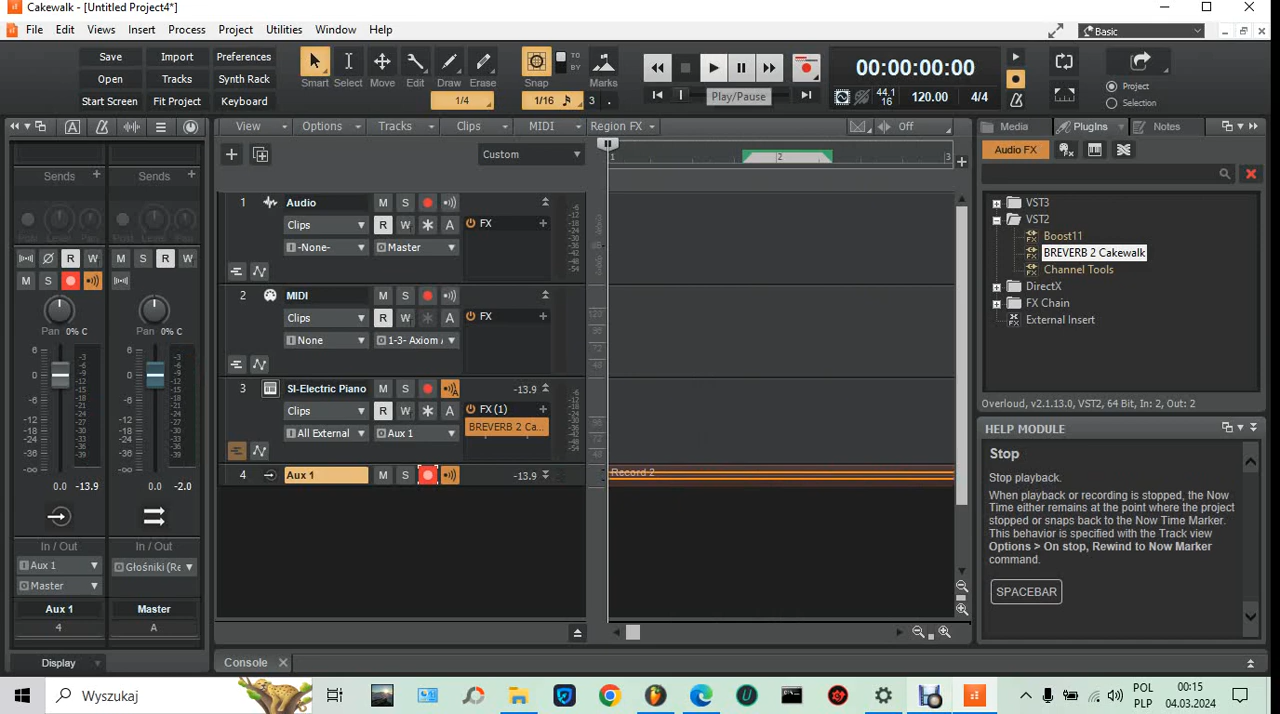 Cakewalk - [Untitled Project4*]
File Edit Views Insert Process Project Utilities Window Help
Basic
Save Import Preferences
Open Tracks Synth Rack
Start Screen Fit Project Keyboard
Smart Select Move Edit Draw Erase Snap Marks
TO
BY
1/4 1/16 3
Play/Pause
00:00:00:00
44.1
16
120.00 4/4
Project
Selection
View Options Tracks Clips MIDI Region FX Off
Media PlugIns Notes
Custom
1 2 3
Audio FX
Sends Sends
1 Audio M S
Clips R W A FX
-None- Master
2 MIDI M S
Clips R W A FX
None 1-3- Axiom A
3 SI-Electric Piano M S -13.9
Clips R W A FX (1)
All External Aux 1 BREVERB 2 Ca...
4 Aux 1 M S -13.9
Record 2
VST3
VST2
Boost11
BREVERB 2 Cakewalk
Channel Tools
DirectX
FX Chain
External Insert
Overloud, v2.1.13.0, VST2, 64 Bit, In: 2, Out: 2
HELP MODULE
Stop
Stop playback.
When playback or recording is stopped, the Now
Time either remains at the point where the project
stopped or snaps back to the Now Time Marker.
This behavior is specified with the Track view
Options > On stop, Rewind to Now Marker
command.
SPACEBAR
R W M S R W
M S
Pan 0% C Pan 0% C
0.0 -13.9 0.0 -2.0
In / Out In / Out
Aux 1 Głośniki (Re
Master
Aux 1 Master
4 A
Display
Console
Wyszukaj
POL
PLP
00:15
04.03.2024